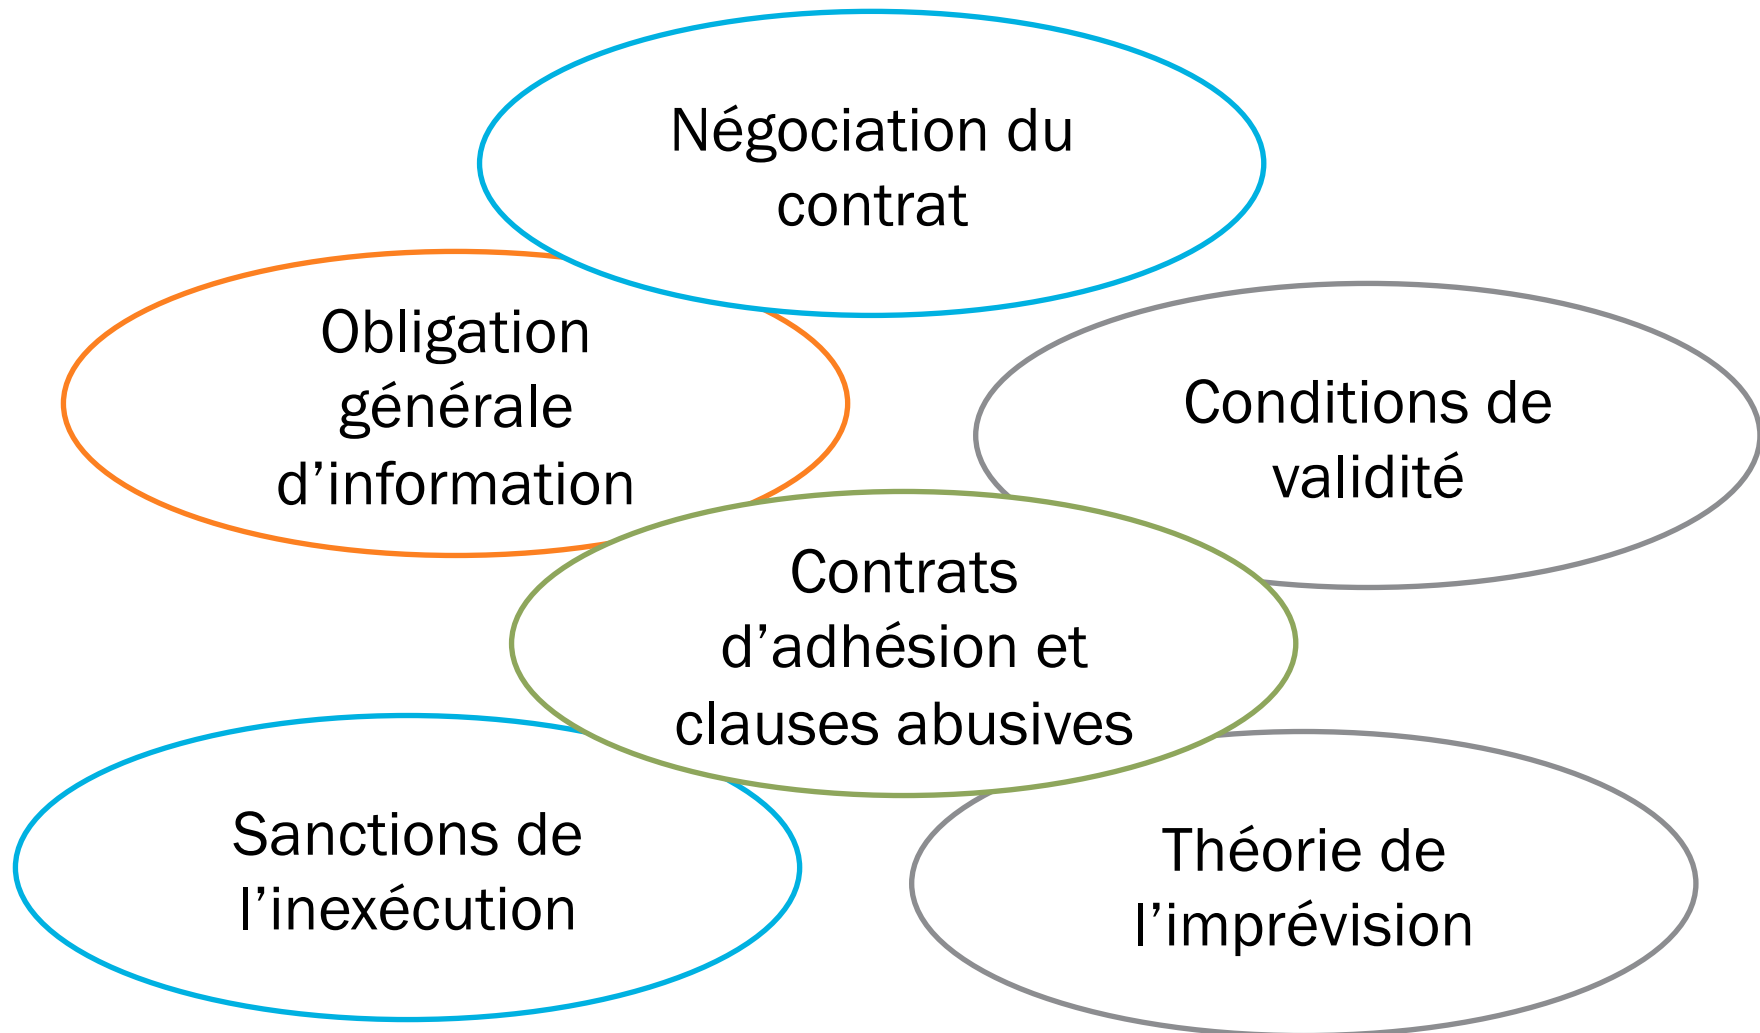 Négociation du
contrat
Obligation
générale
d’information
Conditions de
validité
Contrats
d’adhésion et
clauses abusives
Sanctions de
l’inexécution
Théorie de
l’imprévision